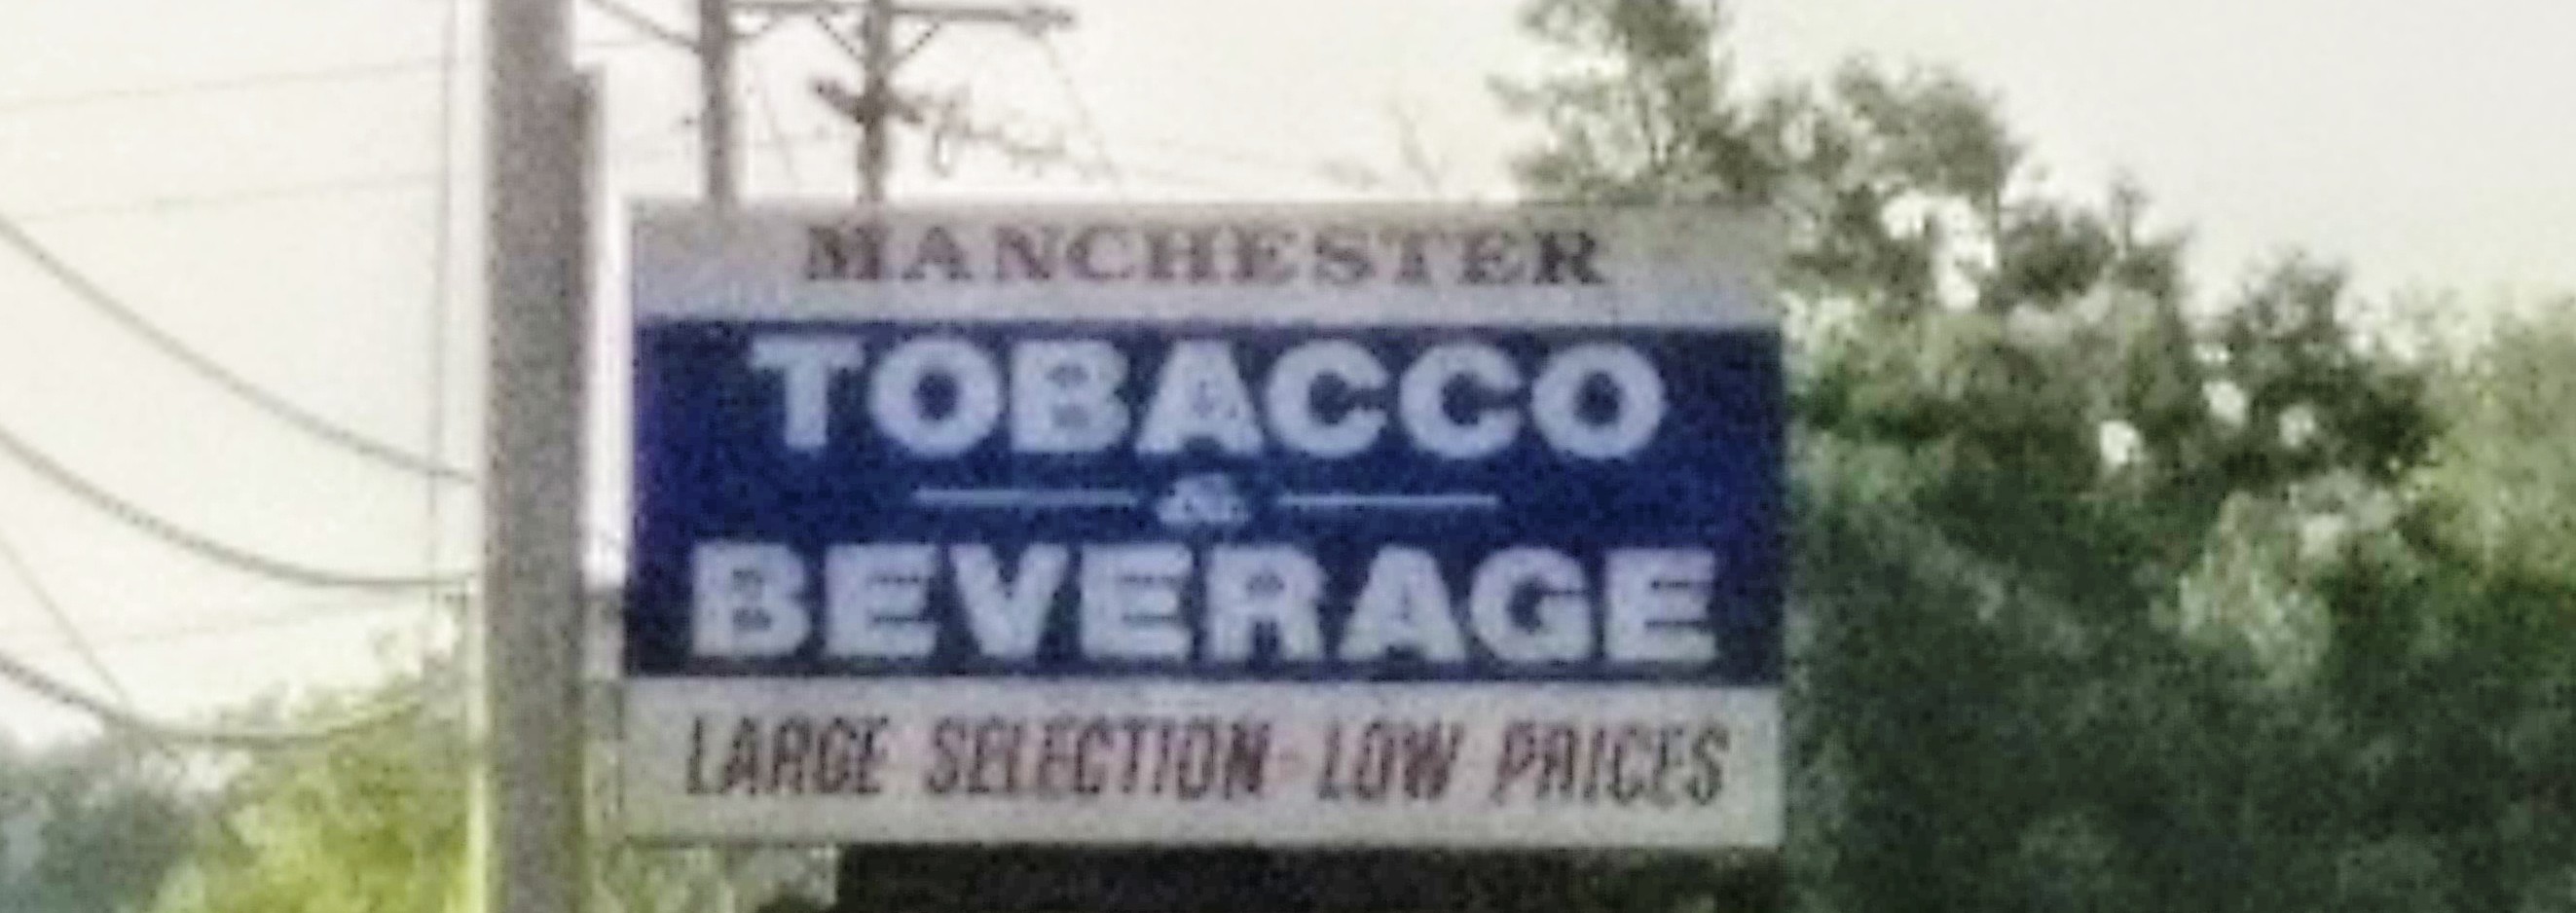 MANCHESTER
TOBACCO
&
BEVERAGE
LARGE SELECTION LOW PRICES